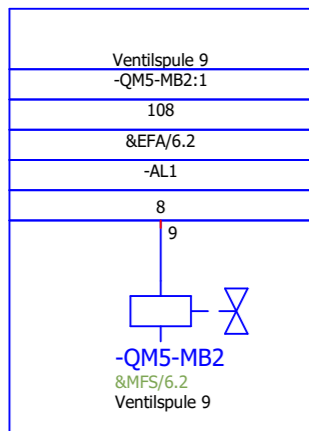 Ventilspule 9
-QM5-MB2:1
108
&EFA/6.2
-AL1
8
9
-QM5-MB2
&MFS/6.2
Ventilspule 9